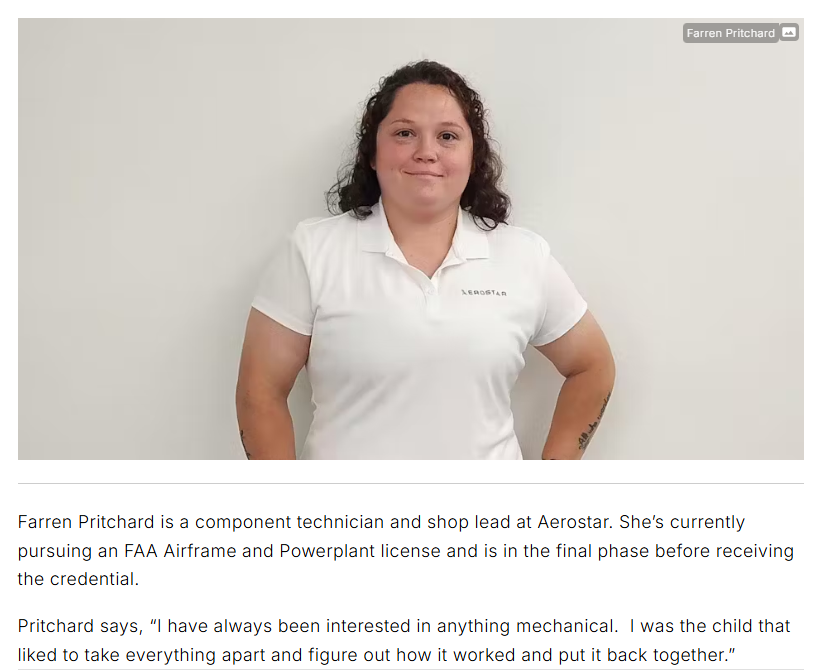 Farren Pritchard
AEROSTAR
Farren Pritchard is a component technician and shop lead at Aerostar. She’s currently
pursuing an FAA Airframe and Powerplant license and is in the final phase before receiving
the credential.
Pritchard says, “I have always been interested in anything mechanical.  I was the child that
liked to take everything apart and figure out how it worked and put it back together.”